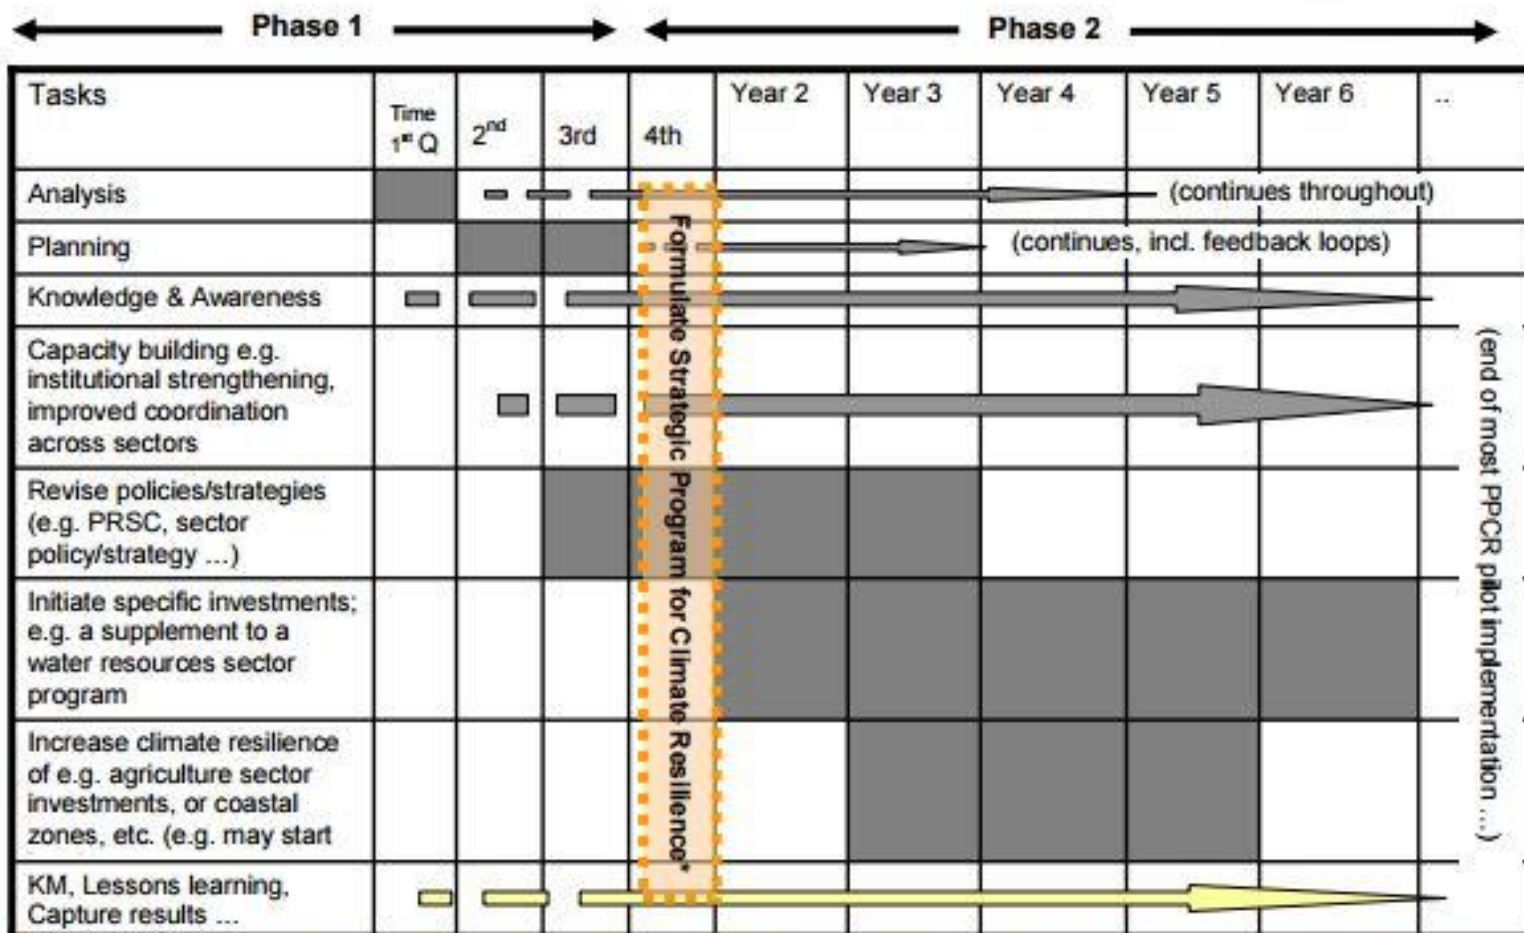 Phase 1 Phase 2
Tasks
Time
1st Q
2nd
3rd
4th
Year 2
Year 3
Year 4
Year 5
Year 6
..
Analysis
(continues throughout)
Planning
(continues, incl. feedback loops)
Knowledge & Awareness
Capacity building e.g.
institutional strengthening,
improved coordination
across sectors
Revise policies/strategies
(e.g. PRSC, sector
policy/strategy ...)
Initiate specific investments;
e.g. a supplement to a
water resources sector
program
Increase climate resilience
of e.g. agriculture sector
investments, or coastal
zones, etc. (e.g. may start
KM, Lessons learning,
Capture results ...
Formulate Strategic Program for Climate Resilience*
(end of most PPCR pilot implementation ...)